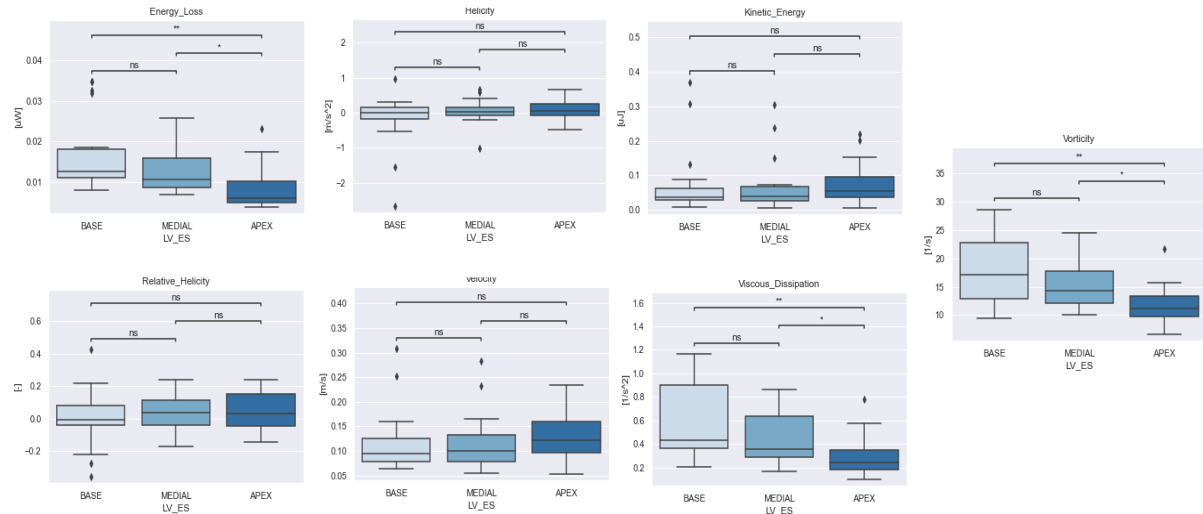 Energy_Loss
**
*
ns
0.04
0.03
0.02
0.01
[uW]
BASE MEDIAL APEX
LV_ES
Helicity
ns
ns
ns
2
1
0
−1
−2
[m/s^2]
BASE MEDIAL APEX
LV_ES
Kinetic_Energy
ns
ns
ns
0.5
0.4
0.3
0.2
0.1
0.0
[uJ]
BASE MEDIAL APEX
LV_ES
Vorticity
**
*
ns
35
30
25
20
15
10
[1/s]
BASE MEDIAL APEX
LV_ES
Relative_Helicity
ns
ns
ns
0.6
0.4
0.2
0.0
−0.2
[-]
BASE MEDIAL APEX
LV_ES
Velocity
ns
ns
ns
0.40
0.35
0.30
0.25
0.20
0.15
0.10
0.05
[m/s]
BASE MEDIAL APEX
LV_ES
Viscous_Dissipation
**
*
ns
1.6
1.4
1.2
1.0
0.8
0.6
0.4
0.2
[1/s^2]
BASE MEDIAL APEX
LV_ES